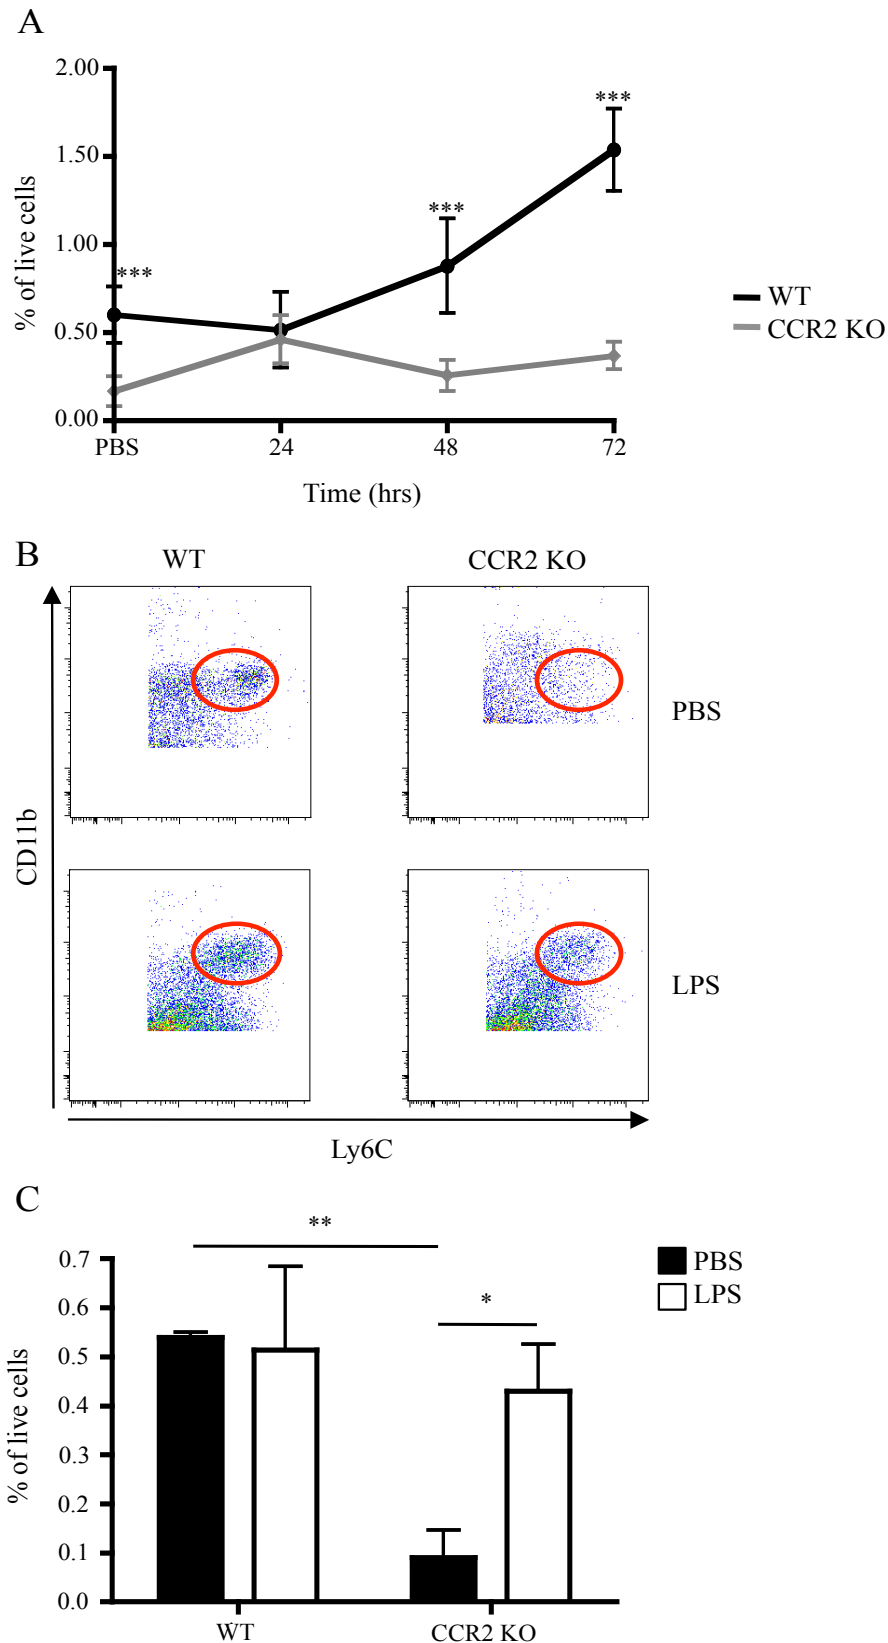 A
2.00
1.50
1.00
0.50
0.00
% of live cells
***
***
***
PBS
24
48
72
Time (hrs)
WT
CCR2 KO
B
WT
CCR2 KO
PBS
LPS
CD11b
Ly6C
C
**
*
0.7
0.6
0.5
0.4
0.3
0.2
0.1
0.0
% of live cells
PBS
LPS
WT
CCR2 KO